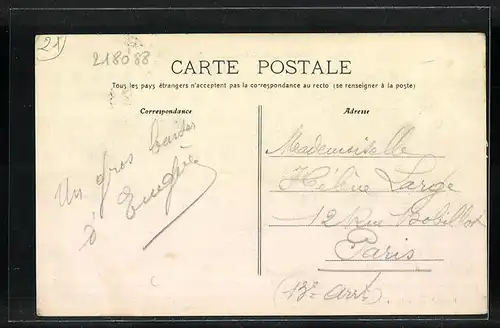 21
218088
CARTE POSTALE
Tous les pays étrangers n'acceptent pas la correspondance au recto (se renseigner à la poste)
Correspondance
Adresse
Un gros baiser
d'
Mademoiselle
Hélène Large
12 Rue Bobillot
Paris
(13e arrt)
C